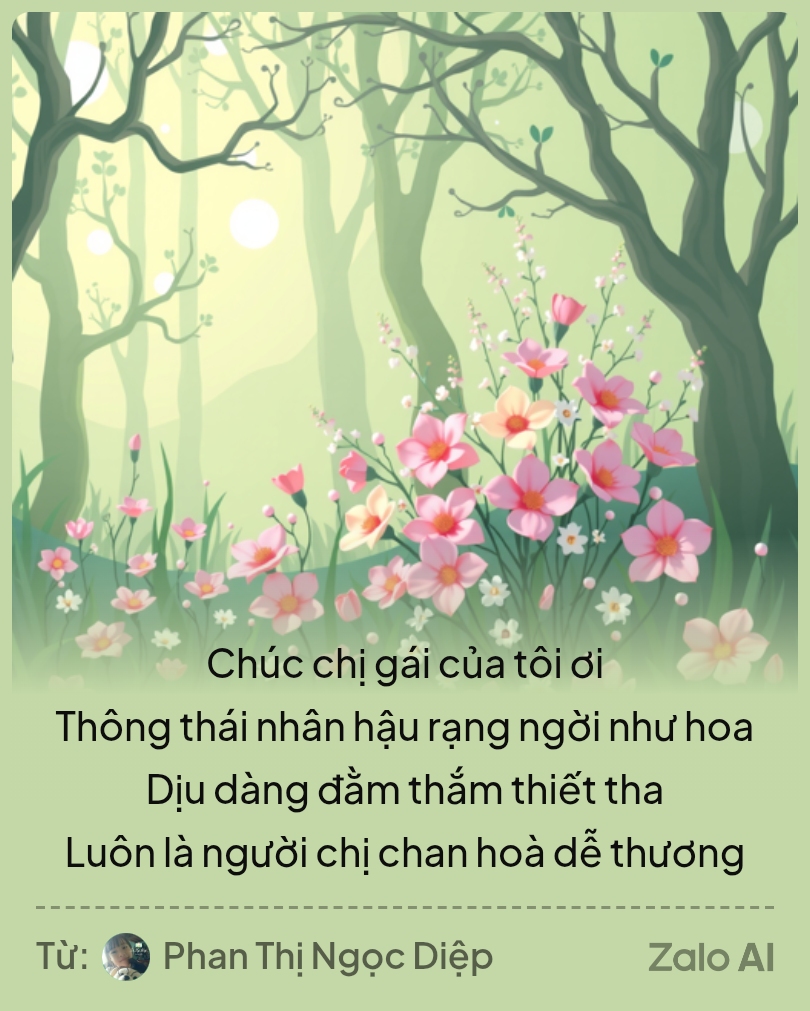 Chúc chị gái của tôi ơi
Thông thái nhân hậu rạng ngời như hoa
Dịu dàng đằm thắm thiết tha
Luôn là người chị chan hoà dễ thương
Từ: Phan Thị Ngọc Diệp
Zalo AI